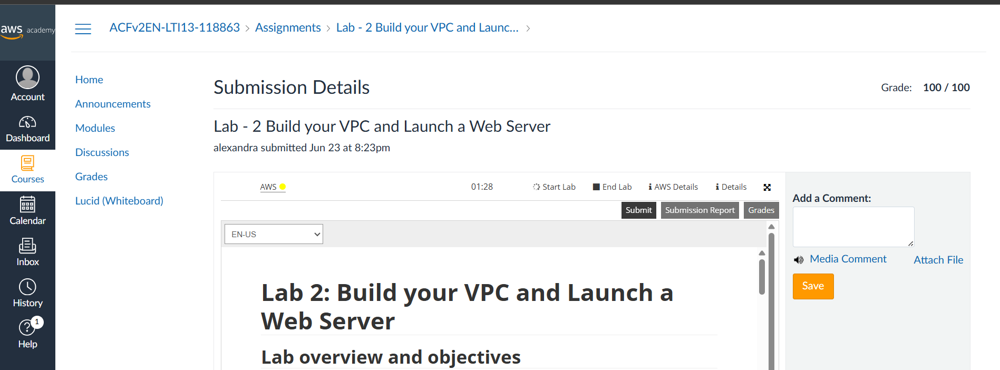 aws academy
ACFv2EN-LTI13-118863 > Assignments > Lab - 2 Build your VPC and Launc... >
Account
Dashboard
Courses
Calendar
Inbox
History
1
Help
Home
Announcements
Modules
Discussions
Grades
Lucid (Whiteboard)
Submission Details
Grade: 100 / 100
Lab - 2 Build your VPC and Launch a Web Server
alexandra submitted Jun 23 at 8:23pm
AWS 01:28 Start Lab End Lab AWS Details Details
Submit Submission Report Grades
EN-US
Lab 2: Build your VPC and Launch a
Web Server
Lab overview and objectives
Add a Comment:
Media Comment Attach File
Save